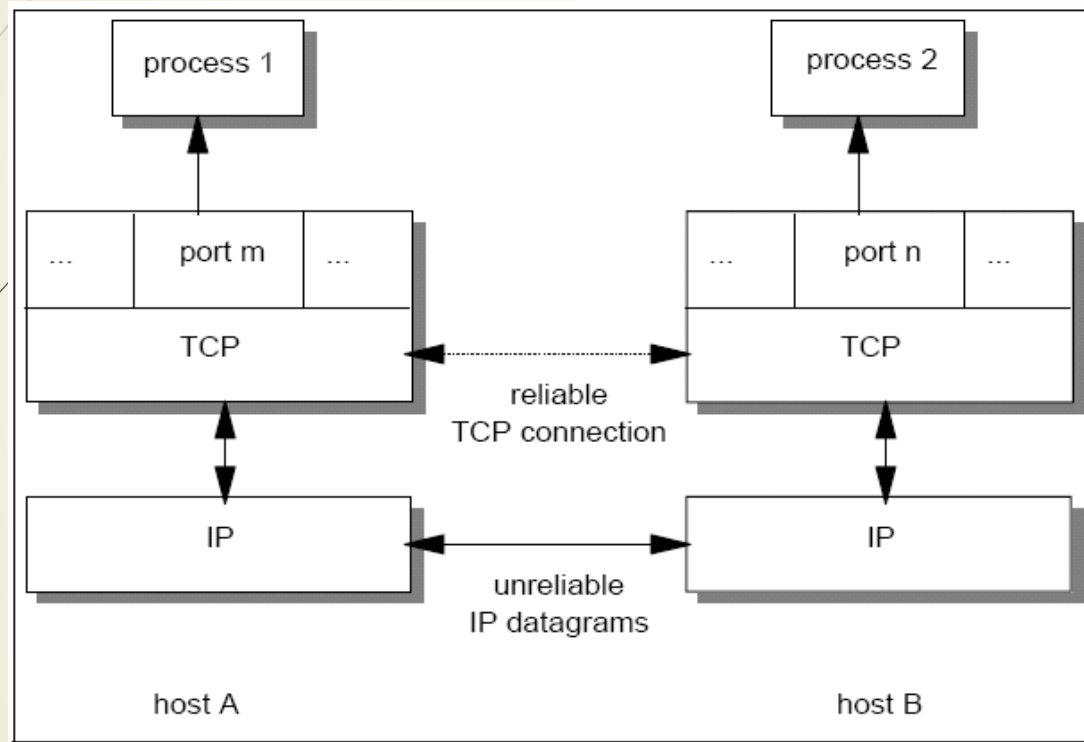 process 1
process 2
... port m ...
... port n ...
TCP
TCP
reliable
TCP connection
IP
IP
unreliable
IP datagrams
host A
host B